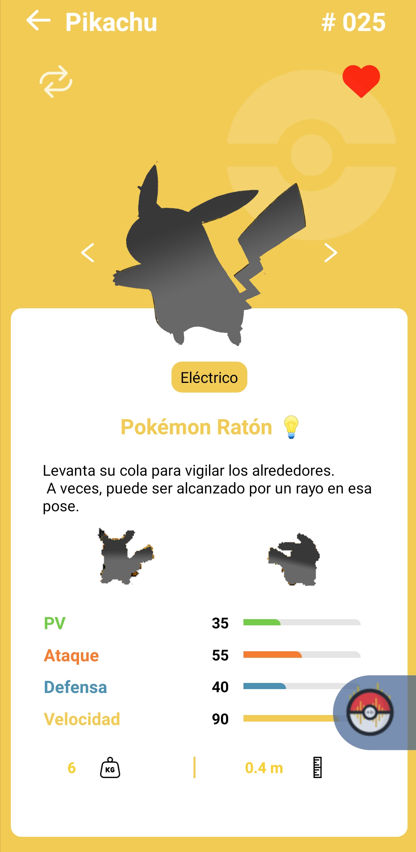 Pikachu # 025
Eléctrico
Pokémon Ratón
Levanta su cola para vigilar los alrededores.
A veces, puede ser alcanzado por un rayo en esa
pose.
PV 35
Ataque 55
Defensa 40
Velocidad 90
6 KG | 0.4 m